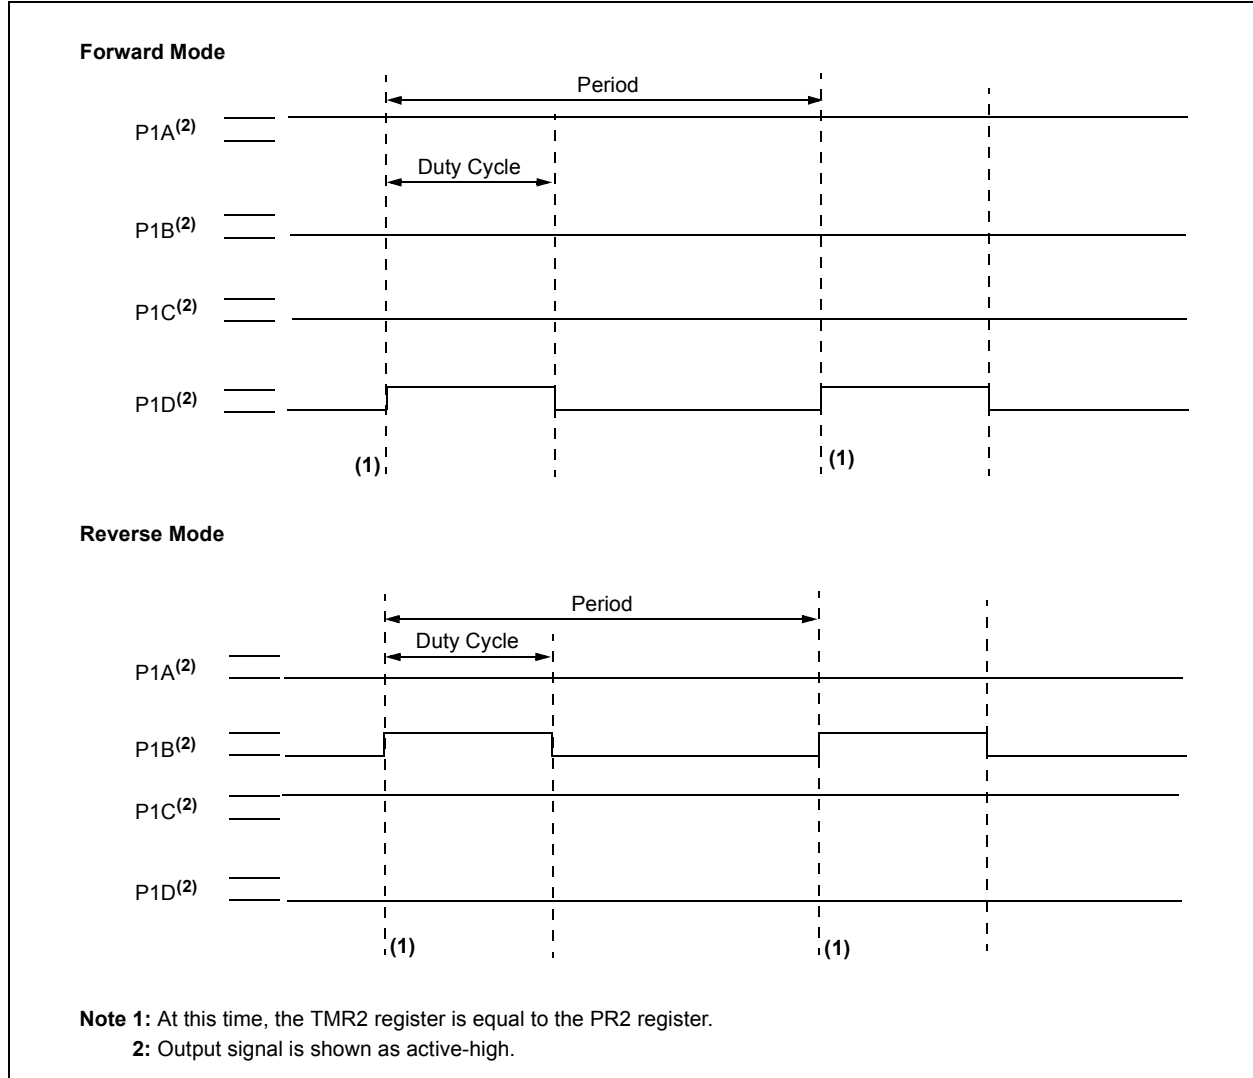 Forward Mode
Period
P1A(2)
Duty Cycle
P1B(2)
P1C(2)
P1D(2)
(1)
(1)
Reverse Mode
Period
Duty Cycle
P1A(2)
P1B(2)
P1C(2)
P1D(2)
(1)
(1)
Note 1: At this time, the TMR2 register is equal to the PR2 register.
2: Output signal is shown as active-high.